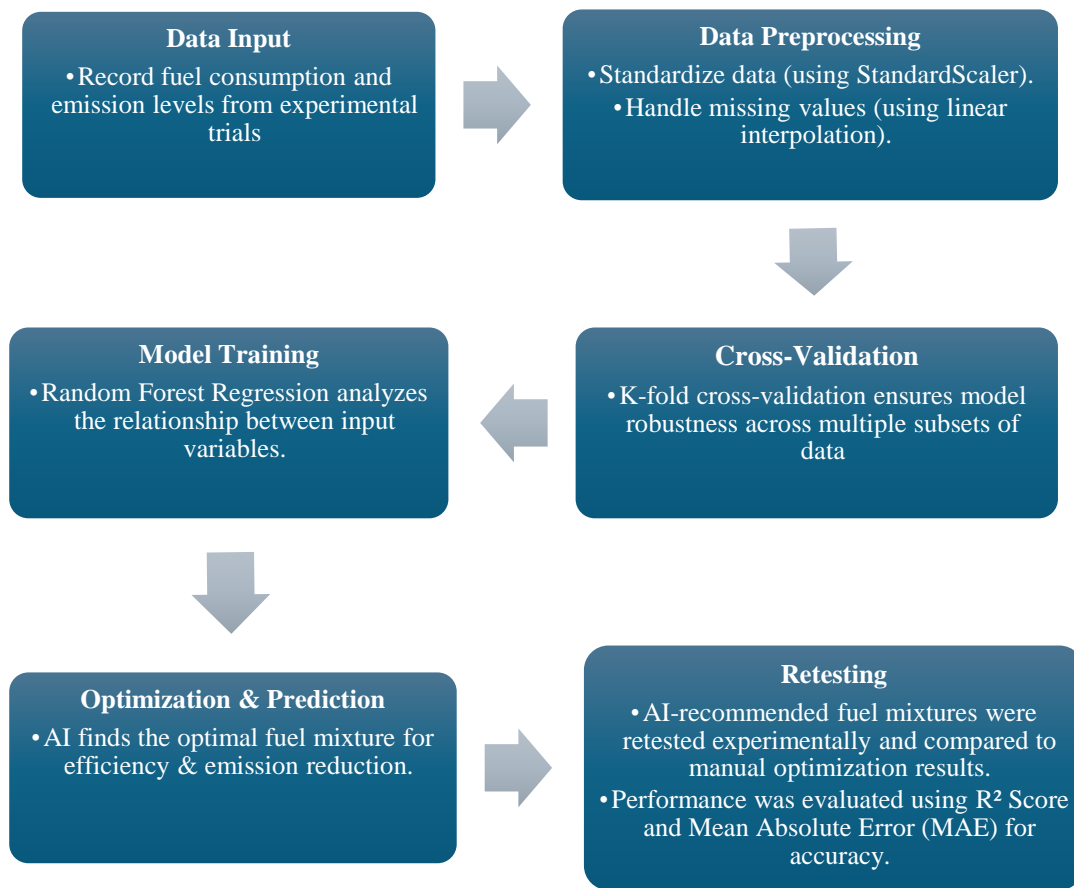 Data Input
•Record fuel consumption and
emission levels from experimental
trials
Data Preprocessing
•Standardize data (using StandardScaler).
•Handle missing values (using linear
interpolation).
Cross-Validation
•K-fold cross-validation ensures model
robustness across multiple subsets of
data
Model Training
•Random Forest Regression analyzes
the relationship between input
variables.
Optimization & Prediction
•AI finds the optimal fuel mixture for
efficiency & emission reduction.
Retesting
•AI-recommended fuel mixtures were
retested experimentally and compared to
manual optimization results.
•Performance was evaluated using R² Score
and Mean Absolute Error (MAE) for
accuracy.